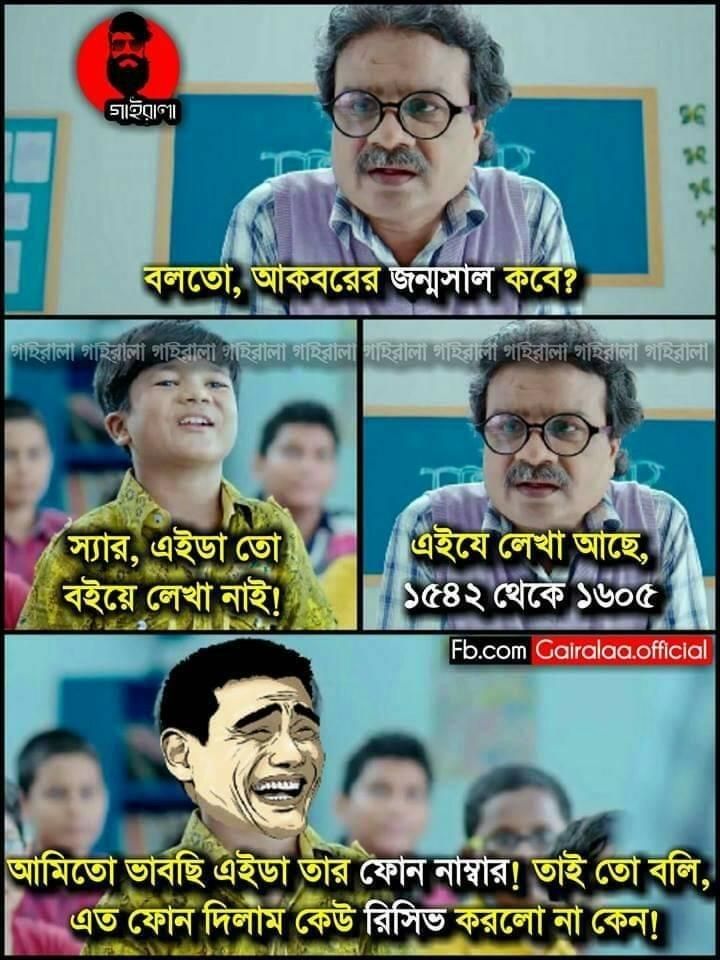 গাইরালা
বলতো, আকবরের জন্মসাল কবে?
গাইরালা গাইরালা গাইরালা গাইরালা গাইরালা গাইরালা গাইরালা গাইরালা গাইরালা গাইরালা
স্যার, এইডা তো
বইয়ে লেখা নাই!
এইযে লেখা আছে,
১৫৪২ থেকে ১৬০৫
Fb.com Gairalaa.official
আমিতো ভাবছি এইডা তার ফোন নাম্বার! তাই তো বলি,
এত ফোন দিলাম কেউ রিসিভ করলো না কেন!